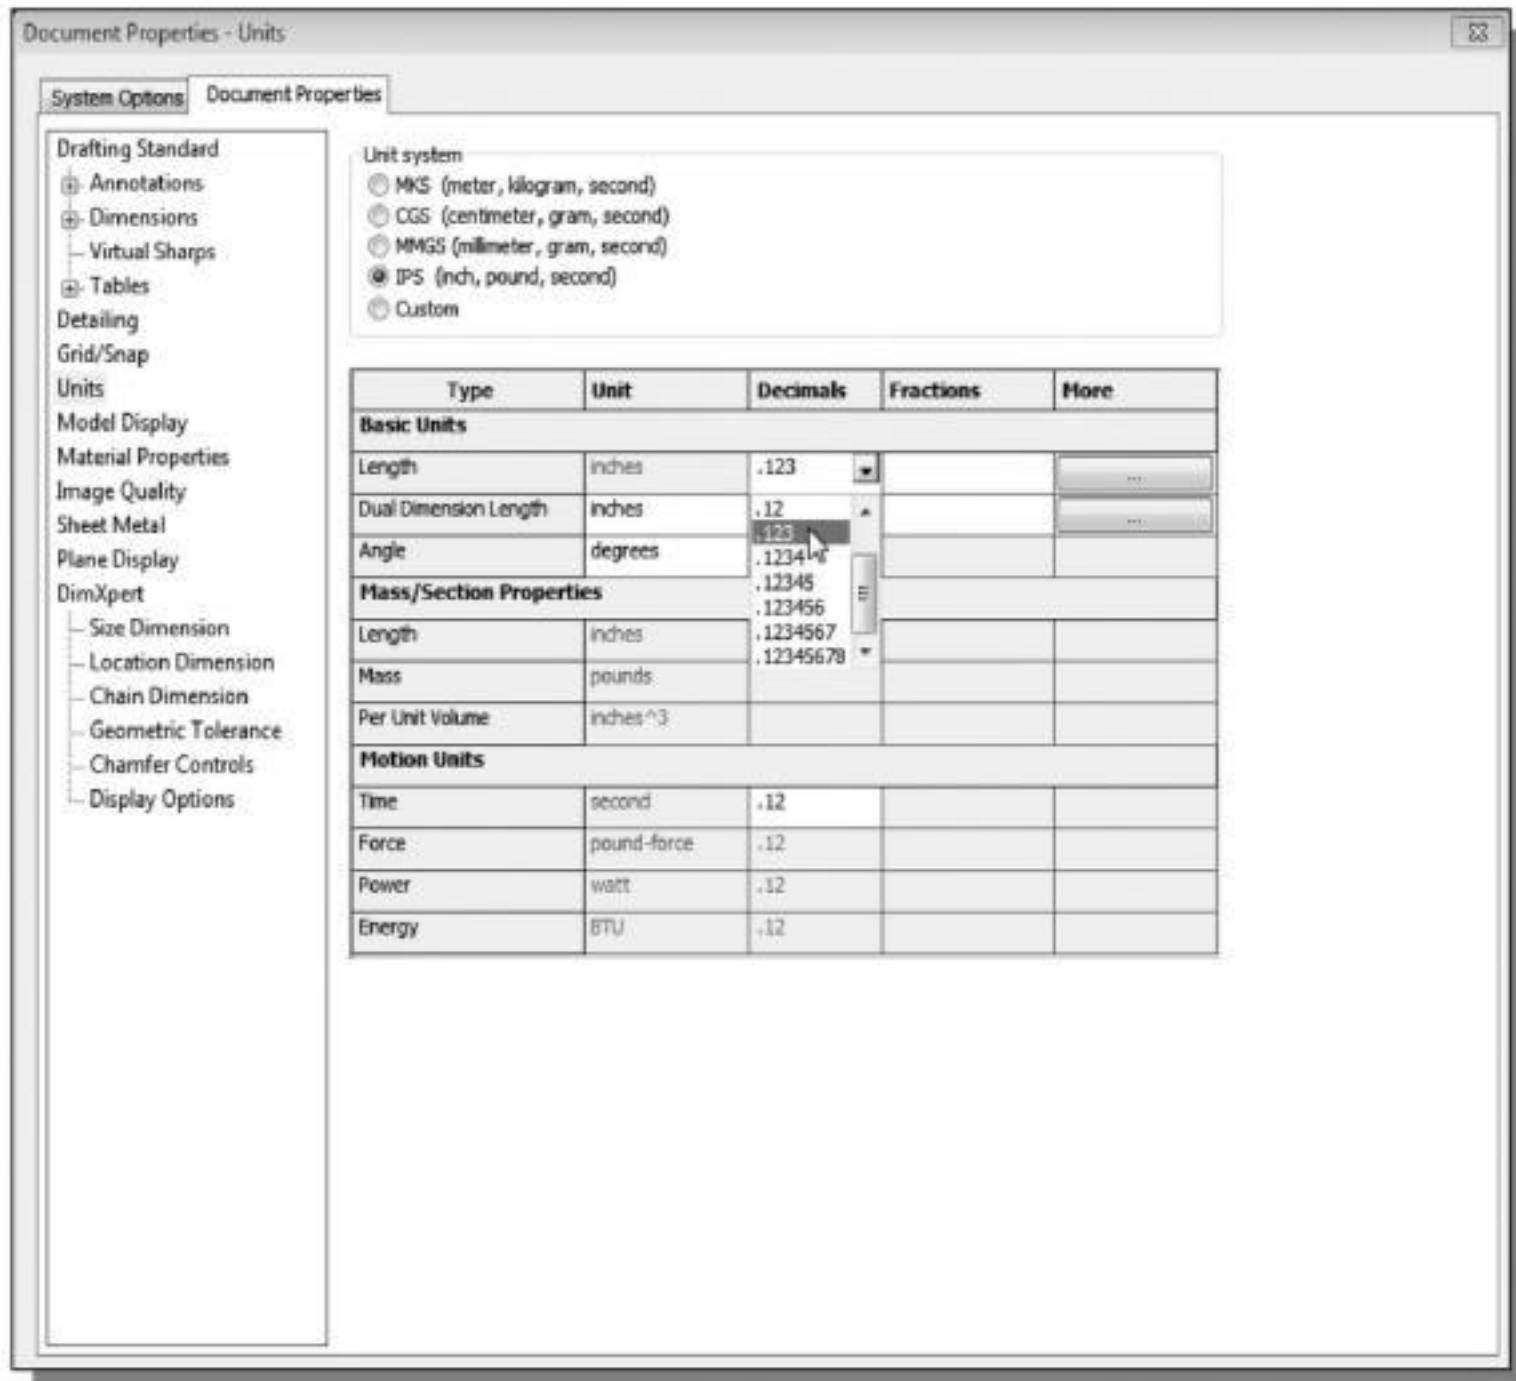 Document Properties - Units
System Options
Document Properties
Drafting Standard
Annotations
Dimensions
Virtual Sharps
Tables
Detailing
Grid/Snap
Units
Model Display
Material Properties
Image Quality
Sheet Metal
Plane Display
DimXpert
Size Dimension
Location Dimension
Chain Dimension
Geometric Tolerance
Chamfer Controls
Display Options
Unit system
MKS (meter, kilogram, second)
CGS (centimeter, gram, second)
MMGS (millimeter, gram, second)
IPS (inch, pound, second)
Custom
Type Unit Decimals Fractions More
Basic Units
Length inches .123 ...
Dual Dimension Length inches .12 ...
.123
Angle degrees .1234
.12345
Mass/Section Properties
.123456
Length inches .1234567
.12345678
Mass pounds
Per Unit Volume inches^3
Motion Units
Time second .12
Force pound-force .12
Power watt .12
Energy BTU .12